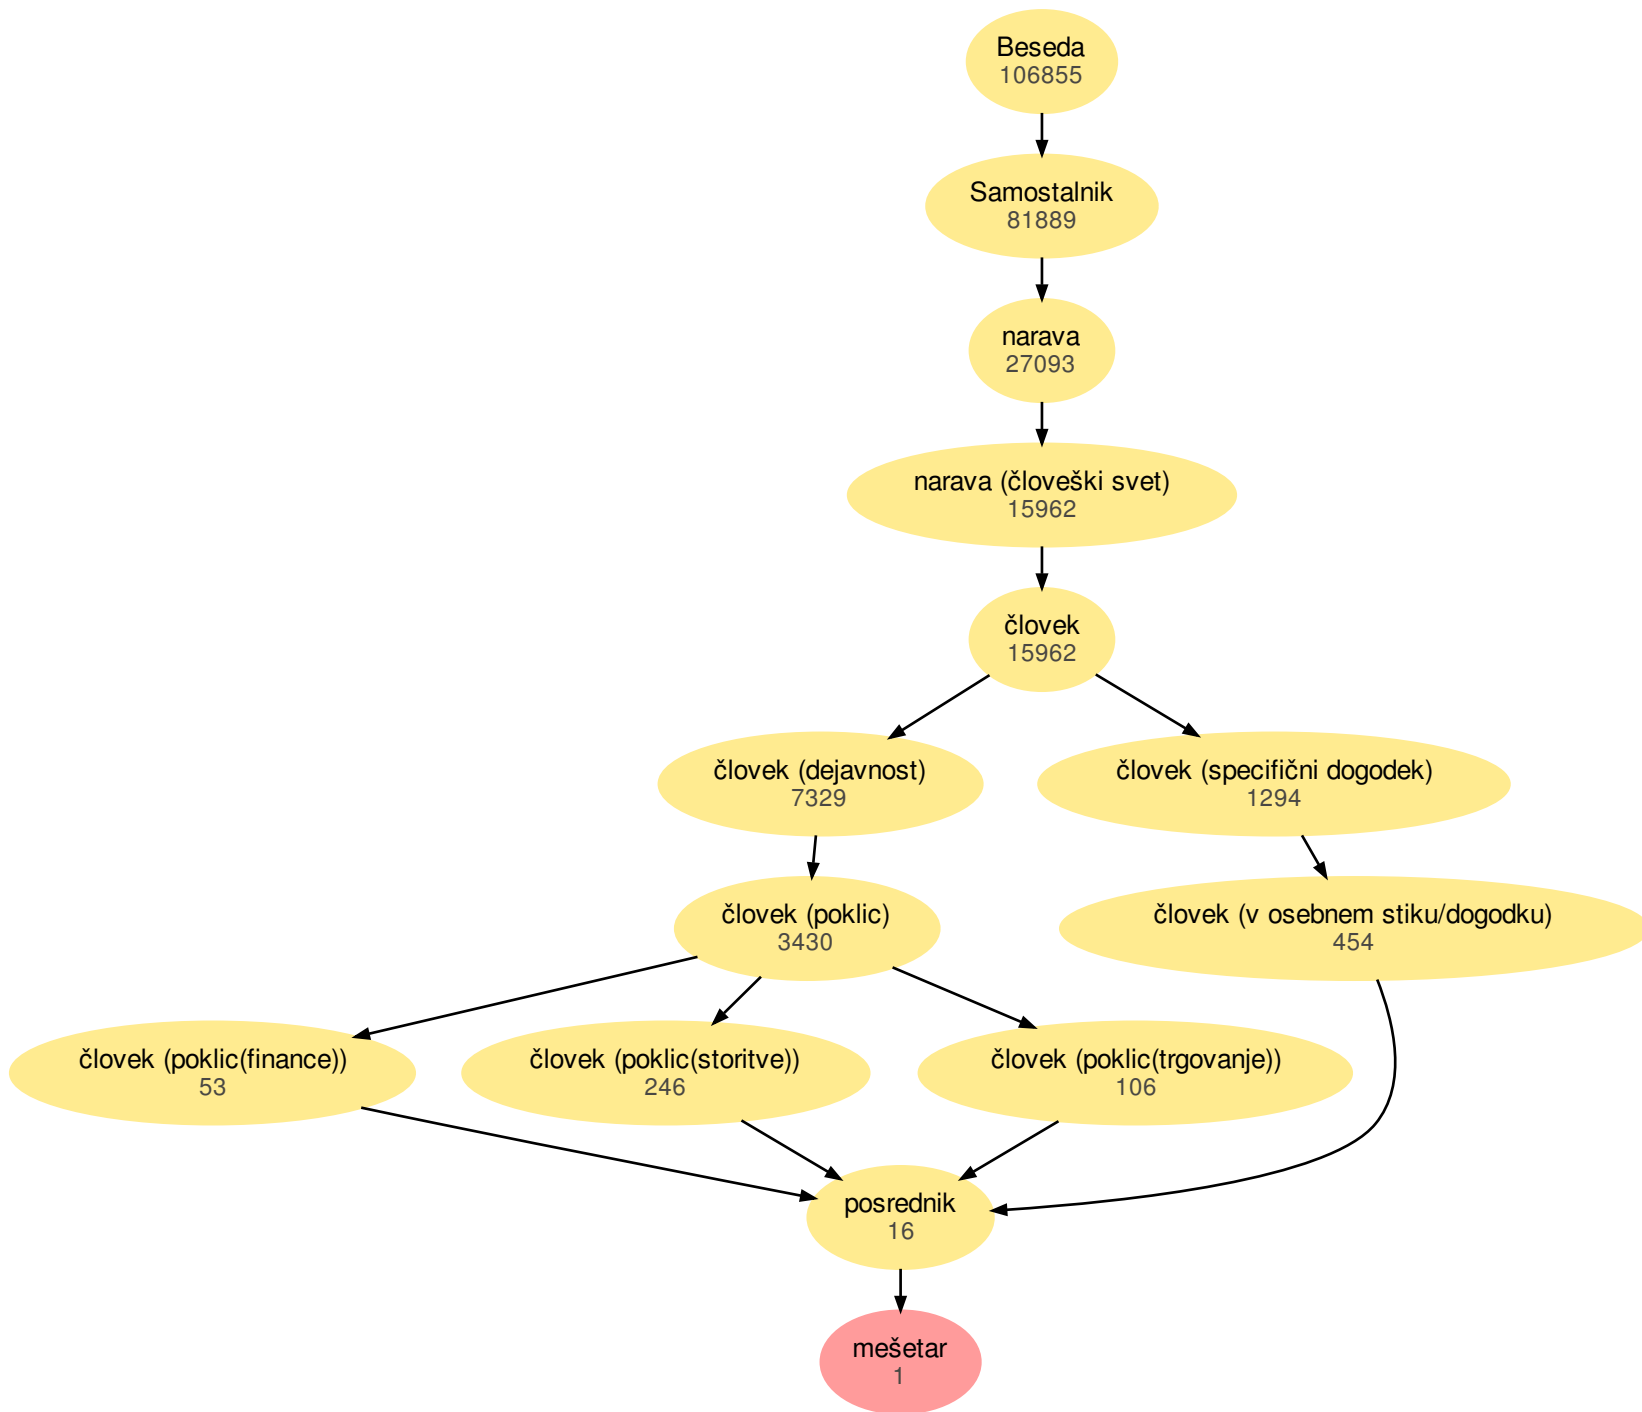 Beseda
106855
Samostalnik
81889
narava
27093
narava (človeški svet)
15962
človek
15962
človek (dejavnost)
7329
človek (specifični dogodek)
1294
človek (poklic)
3430
človek (v osebnem stiku/dogodku)
454
človek (poklic(finance))
53
človek (poklic(storitve))
246
človek (poklic(trgovanje))
106
posrednik
16
mešetar
1